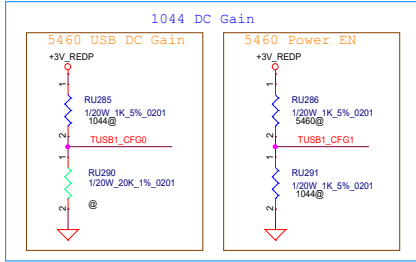 1044 DC Gain
5460 USB DC Gain
+3V_REDP
1
RU285
1/20W_1K_5%_0201
1044@
2
TUSB1_CFG0
1
RU290
1/20W_20K_1%_0201
2
@
5460 Power EN
+3V_REDP
1
RU286
1/20W_1K_5%_0201
5460@
2
TUSB1_CFG1
1
RU291
1/20W_1K_5%_0201
1044@
2